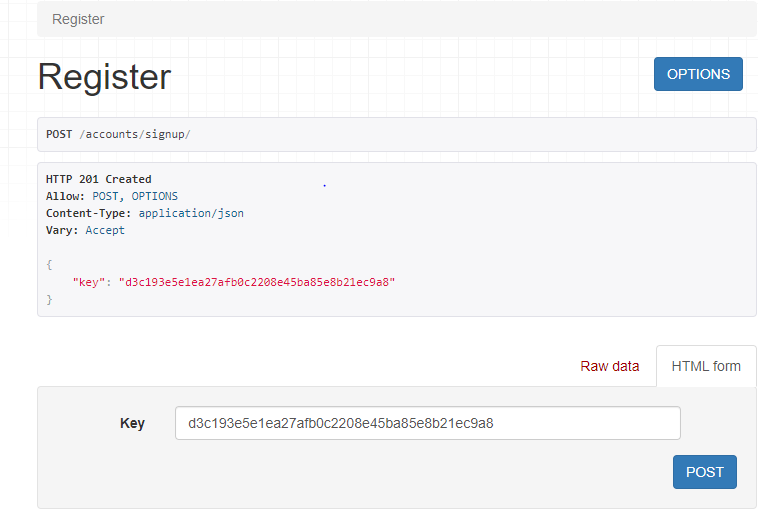 Register
Register
OPTIONS
POST /accounts/signup/
HTTP 201 Created
Allow: POST, OPTIONS
Content-Type: application/json
Vary: Accept
{
    "key": "d3c193e5e1ea27afb0c2208e45ba85e8b21ec9a8"
}
Raw data
HTML form
Key
d3c193e5e1ea27afb0c2208e45ba85e8b21ec9a8
POST